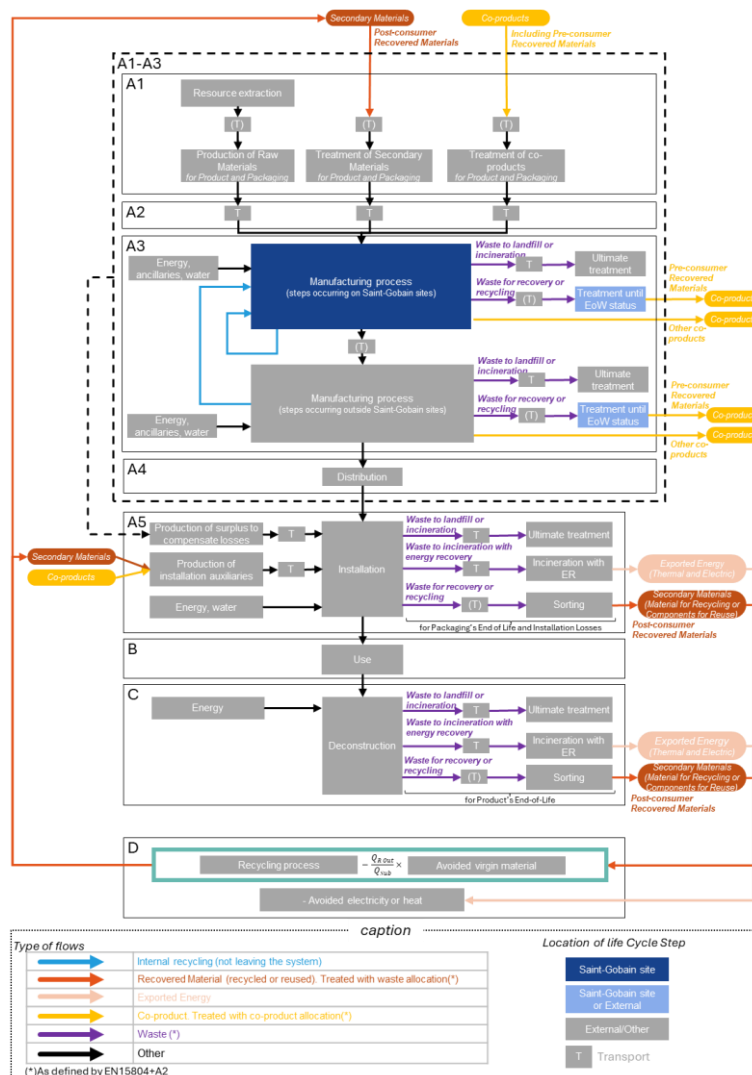 Secondary Materials
Co-products
Post-consumer
Recovered Materials
Including Pre-consumer
Recovered Materials
A1-A3
A1
Resource extraction
(T)
(T)
(T)
Production of Raw
Materials
for Product and Packaging
Treatment of Secondary
Materials
for Product and Packaging
Treatment of co-
products
for Product and Packaging
A2
T
T
T
A3
Energy,
ancillaries, water
Manufacturing process
(steps occurring on Saint-Gobain sites)
Waste to landfill or
incineration
T
Ultimate
treatment
Waste for recovery or
recycling
(T)
Treatment until
EoW status
Pre-consumer
Recovered
Materials
Co-product
Co-product
Other co-
products
(T)
Manufacturing process
(steps occurring outside Saint-Gobain sites)
Energy,
ancillaries, water
Waste to landfill or
incineration
T
Ultimate
treatment
Waste for recovery or
recycling
(T)
Treatment until
EoW status
Pre-consumer
Recovered
Materials
Co-product
Co-product
Other co-
products
A4
Distribution
A5
Production of surplus to
compensate losses
T
Secondary Materials
Co-products
Production of
installation auxiliaries
T
Energy, water
Installation
Waste to landfill or
incineration
T
Ultimate treatment
Waste to incineration with
energy recovery
T
Incineration with
ER
Exported Energy
(Thermal and Electric)
Waste for recovery or
recycling
(T)
Sorting
Secondary Materials
(Material for Recycling or
Components for Reuse)
Post-consumer
Recovered Materials
for Packaging's End of Life and Installation Losses
B
Use
C
Energy
Deconstruction
Waste to landfill or
incineration
T
Ultimate treatment
Waste to incineration with
energy recovery
T
Incineration with
ER
Exported Energy
(Thermal and Electric)
Waste for recovery or
recycling
(T)
Sorting
Secondary Materials
(Material for Recycling or
Components for Reuse)
Post-consumer
Recovered Materials
for Product's End-of-Life
D
Recycling process
− Q_R Out / Q_sub ×
Avoided virgin material
- Avoided electricity or heat
caption
Type of flows
Internal recycling (not leaving the system)
Recovered Material (recycled or reused). Treated with waste allocation(*)
Exported Energy
Co-product. Treated with co-product allocation(*)
Waste (*)
Other
(*)As defined by EN15804+A2
Location of life Cycle Step
Saint-Gobain site
Saint-Gobain site
or External
External/Other
T Transport